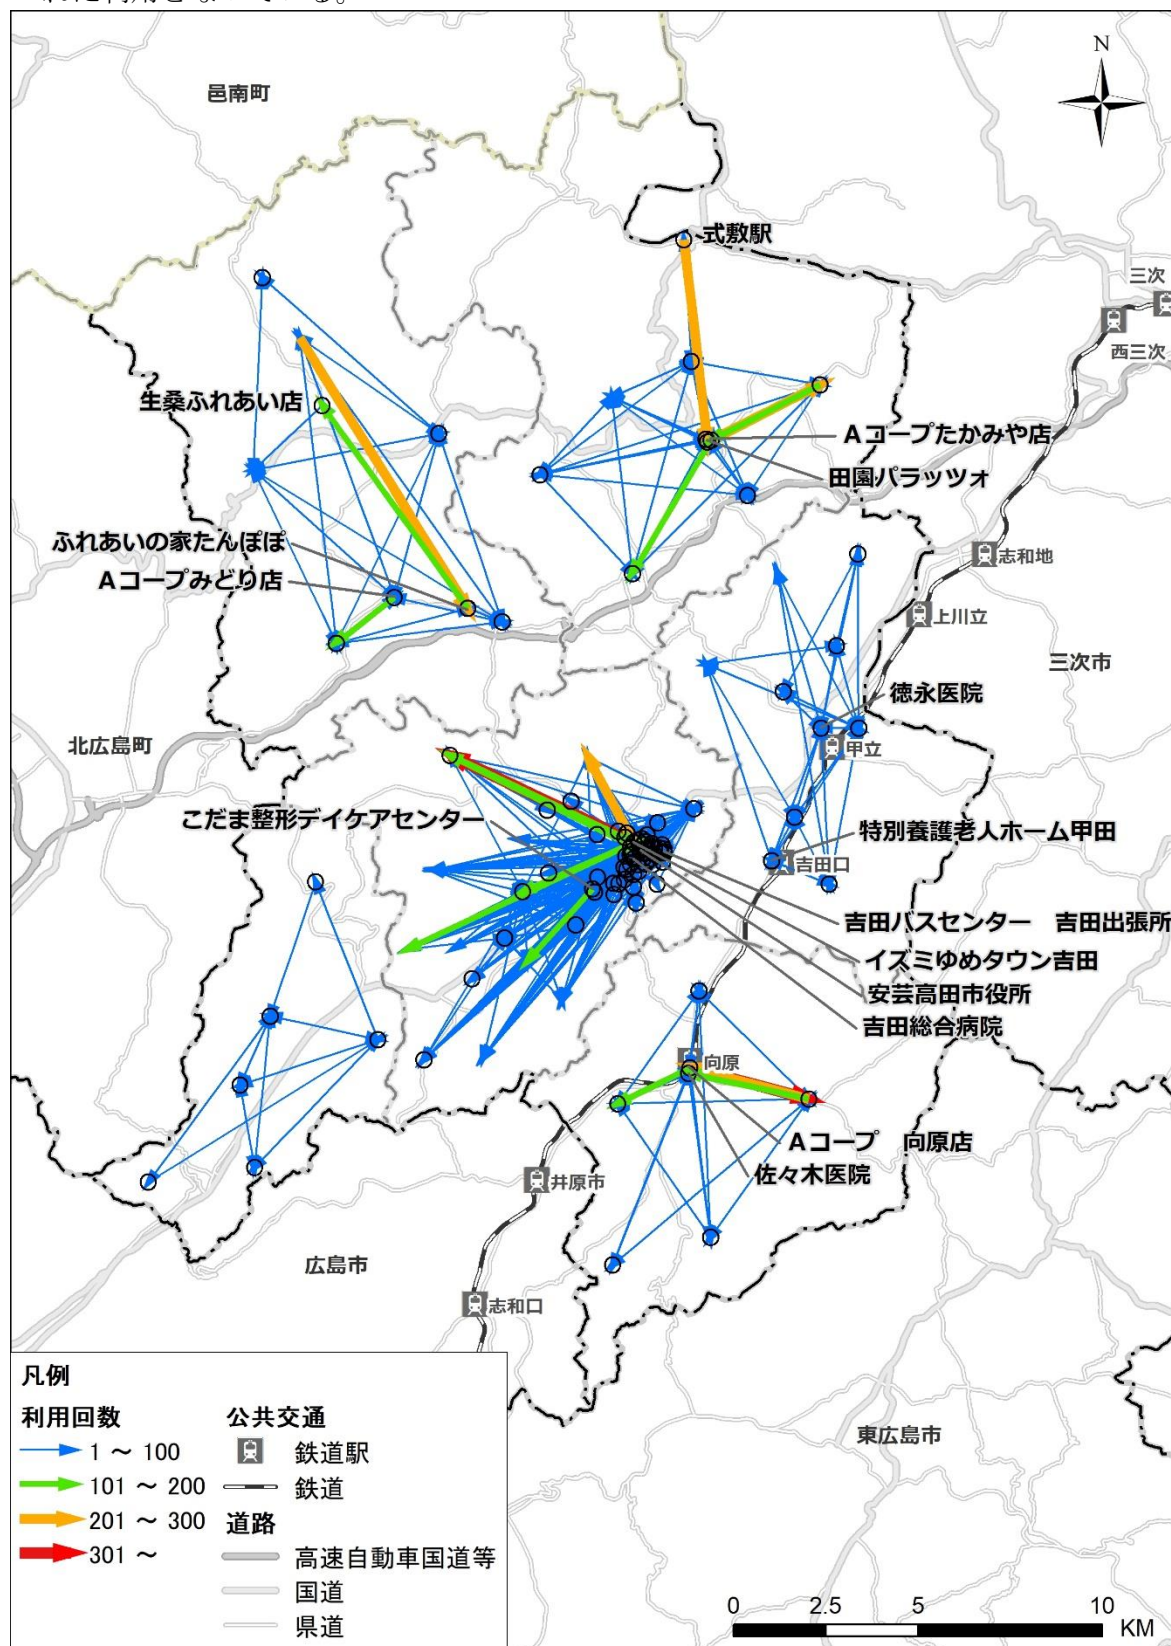 N
邑南町
式敷駅
三次
西三次
生桑ふれあい店
Aコープたかみや店
田園パラッツォ
ふれあいの家たんぽぽ
Aコープみどり店
志和地
上川立
三次市
徳永医院
北広島町
甲立
こだま整形デイケアセンター
特別養護老人ホーム甲田
吉田口
吉田バスセンター 吉田出張所
イズミゆめタウン吉田
安芸高田市役所
吉田総合病院
向原
Aコープ 向原店
佐々木医院
井原市
広島市
志和口
東広島市
凡例
利用回数 公共交通
1 ~ 100 鉄道駅
101 ~ 200 鉄道
201 ~ 300 道路
301 ~
高速自動車国道等
国道
県道
0 2.5 5 10
KM